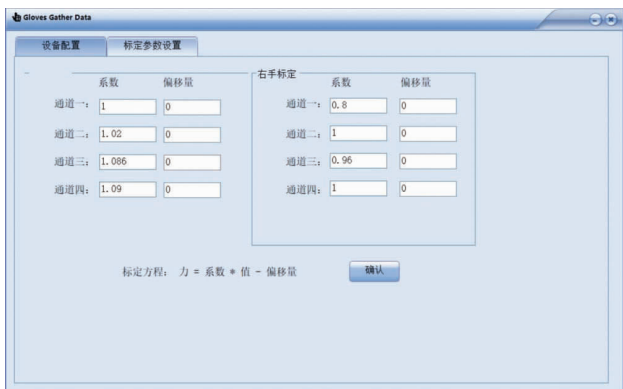 Gloves Gather Data
设备配置 标定参数设置
系数 偏移量
通道一: 1 0
通道二: 1.02 0
通道三: 1.086 0
通道四: 1.09 0
右手标定
系数 偏移量
通道一: 0.8 0
通道二: 1 0
通道三: 0.96 0
通道四: 1 0
标定方程: 力 = 系数 * 值 - 偏移量
确认